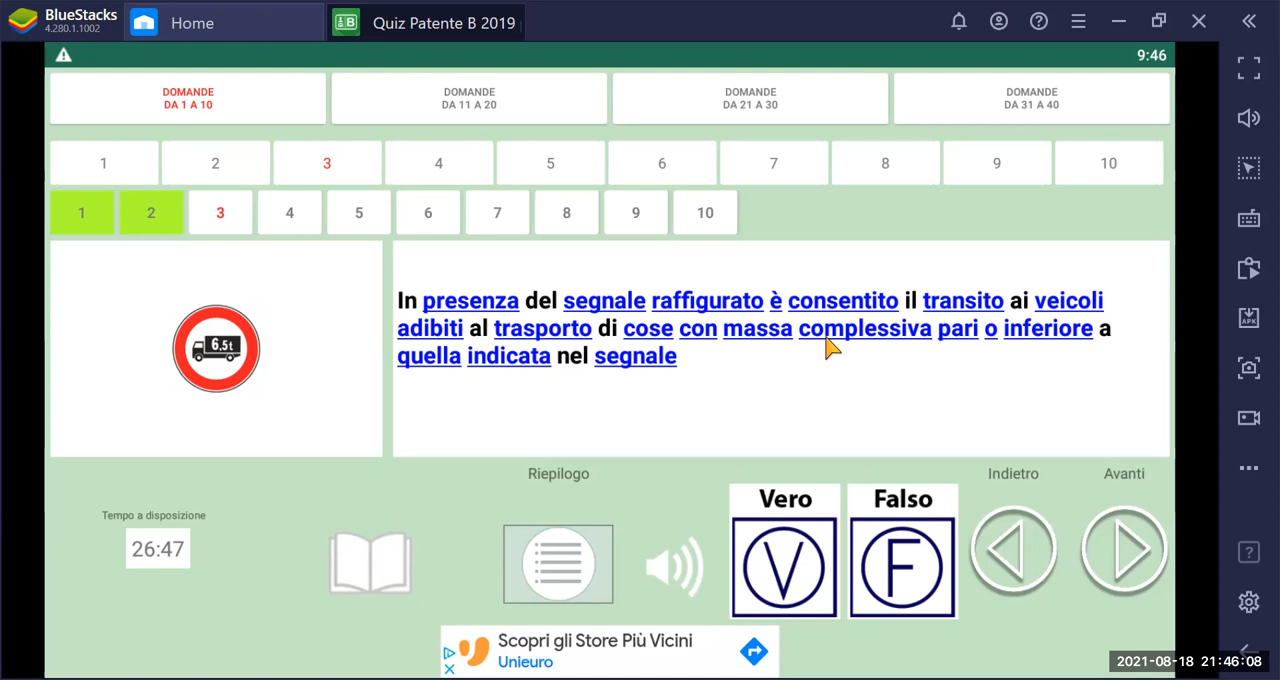 BlueStacks
4.280.1.1002
Home
Quiz Patente B 2019
9:46
DOMANDE
DA 1 A 10
DOMANDE
DA 11 A 20
DOMANDE
DA 21 A 30
DOMANDE
DA 31 A 40
1 2 3 4 5 6 7 8 9 10
1 2 3 4 5 6 7 8 9 10
6.5t
In presenza del segnale raffigurato è consentito il transito ai veicoli
adibiti al trasporto di cose con massa complessiva pari o inferiore a
quella indicata nel segnale
Riepilogo
Indietro
Avanti
Vero
Falso
V
F
Tempo a disposizione
26:47
Scopri gli Store Più Vicini
Unieuro
2021-08-18 21:46:08